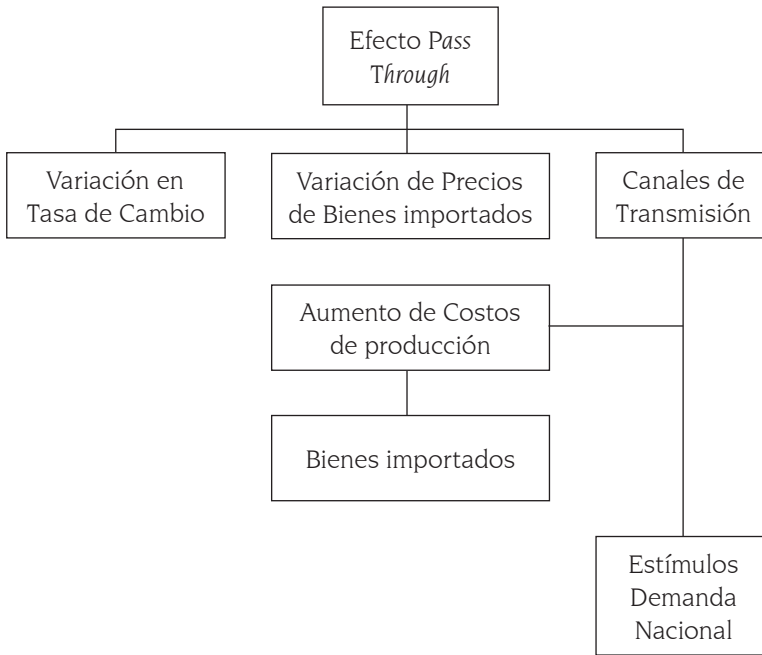 Efecto Pass
Through
Variación en
Tasa de Cambio
Variación de Precios
de Bienes importados
Canales de
Transmisión
Aumento de Costos
de producción
Bienes importados
Estímulos
Demanda
Nacional